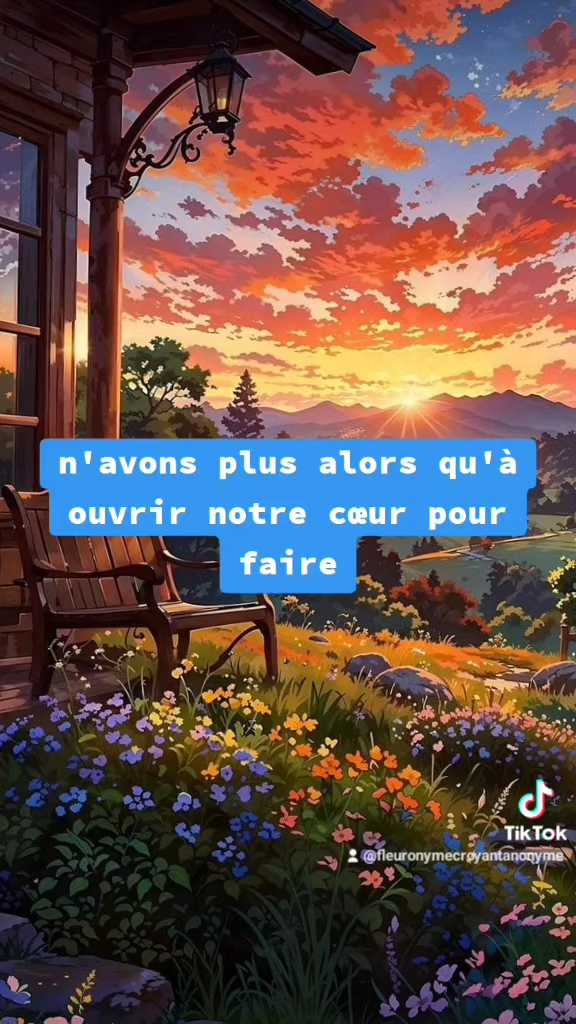 n'avons plus alors qu'à
ouvrir notre cœur pour
faire
TikTok
@fleuronymecroyantanonyme